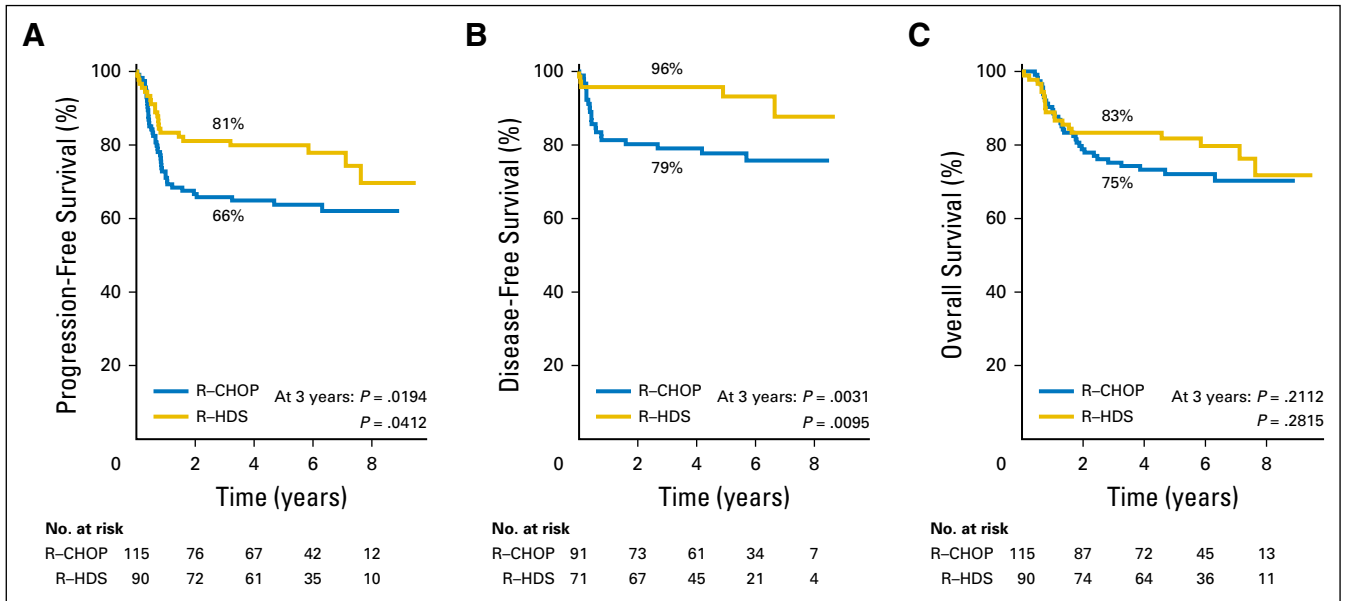 A
Progression-Free Survival (%)
100
80
60
40
20
0
2
4
6
8
81%
66%
R–CHOP
R–HDS
At 3 years: P = .0194
P = .0412
Time (years)
No. at risk
R–CHOP 115 76 67 42 12
R–HDS 90 72 61 35 10
B
Disease-Free Survival (%)
100
80
60
40
20
0
2
4
6
8
96%
79%
R–CHOP
R–HDS
At 3 years: P = .0031
P = .0095
Time (years)
No. at risk
R–CHOP 91 73 61 34 7
R–HDS 71 67 45 21 4
C
Overall Survival (%)
100
80
60
40
20
0
2
4
6
8
83%
75%
R–CHOP
R–HDS
At 3 years: P = .2112
P = .2815
Time (years)
No. at risk
R–CHOP 115 87 72 45 13
R–HDS 90 74 64 36 11